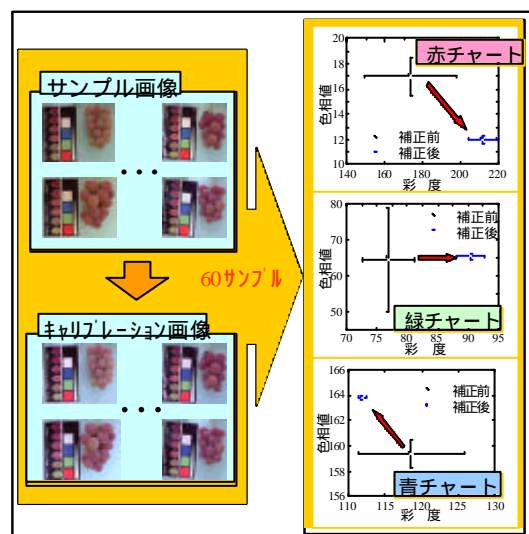 サンプル画像
・・・
60サンプル
キャリブレーション画像
・・・
赤チャート
色相値
20
18
16
14
12
10
補正前
補正後
140 160 180 200 220
彩 度
緑チャート
色相値
80
70
60
50
補正前
補正後
70 75 80 85 90 95
彩 度
青チャート
色相値
166
164
162
160
158
156
補正前
補正後
110 115 120 125 130
彩 度